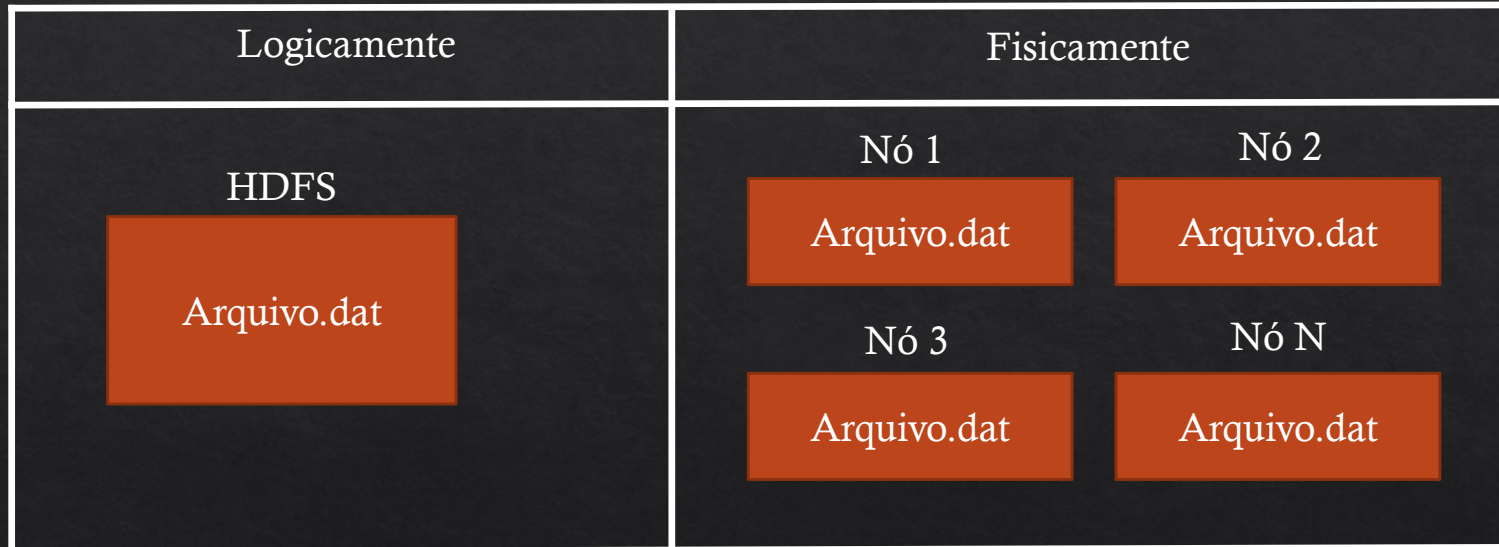 Logicamente
Fisicamente
HDFS
Arquivo.dat
Nó 1
Nó 2
Arquivo.dat
Arquivo.dat
Nó 3
Nó N
Arquivo.dat
Arquivo.dat